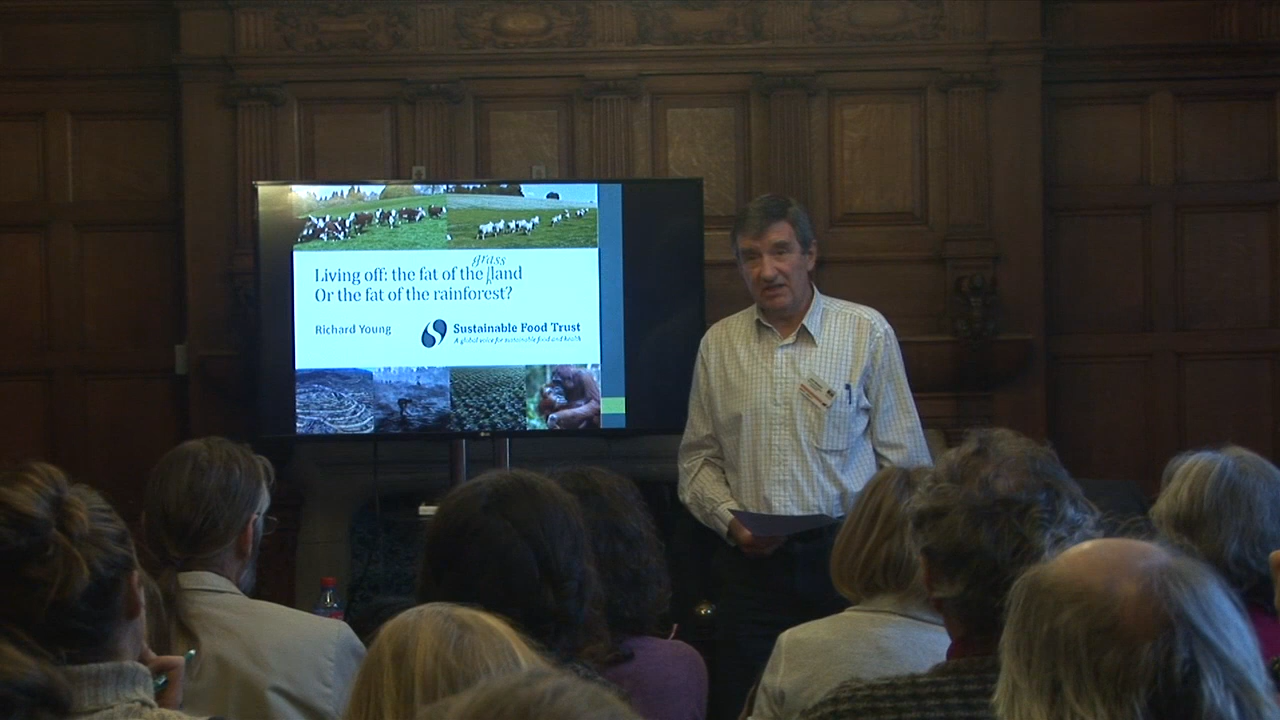 grass
Living off: the fat of the land
Or the fat of the rainforest?
Richard Young
Sustainable Food Trust
A global voice for sustainable food and health
LG